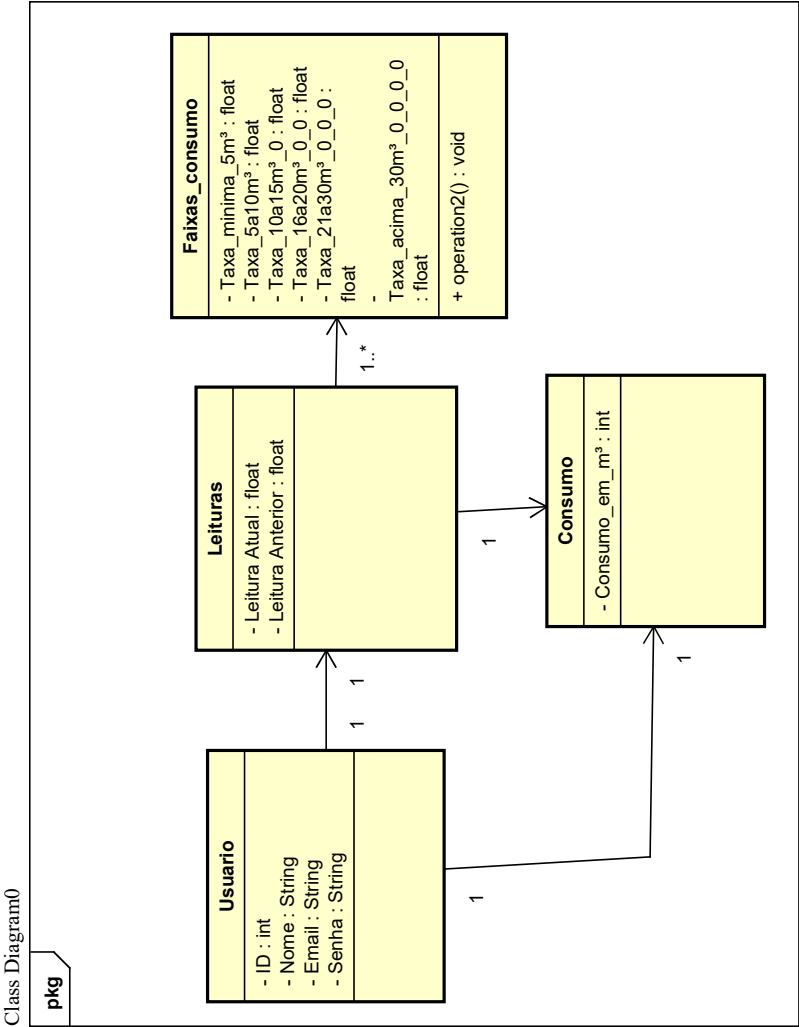 Class Diagram0
pkg
Usuario
- ID : int
- Nome : String
- Email : String
- Senha : String
1
1
1
1
Leituras
- Leitura Atual : float
- Leitura Anterior : float
1
1..*
Consumo
- Consumo_em_m³ : int
Faixas_consumo
- Taxa_minima_5m³ : float
- Taxa_5a10m³ : float
- Taxa_10a15m³_0 : float
- Taxa_16a20m³_0_0 : float
- Taxa_21a30m³_0_0_0 :
float
-
Taxa_acima_30m³_0_0_0_0
: float
+ operation2() : void